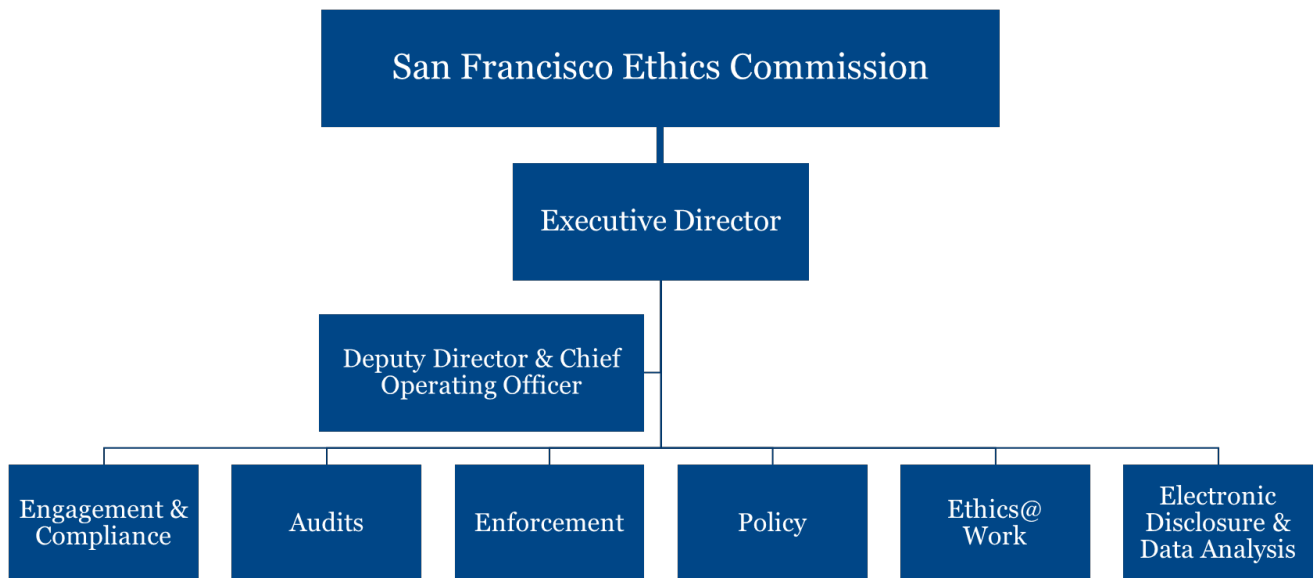 San Francisco Ethics Commission
Executive Director
Deputy Director & Chief
Operating Officer
Engagement &
Compliance
Audits
Enforcement
Policy
Ethics@
Work
Electronic
Disclosure &
Data Analysis